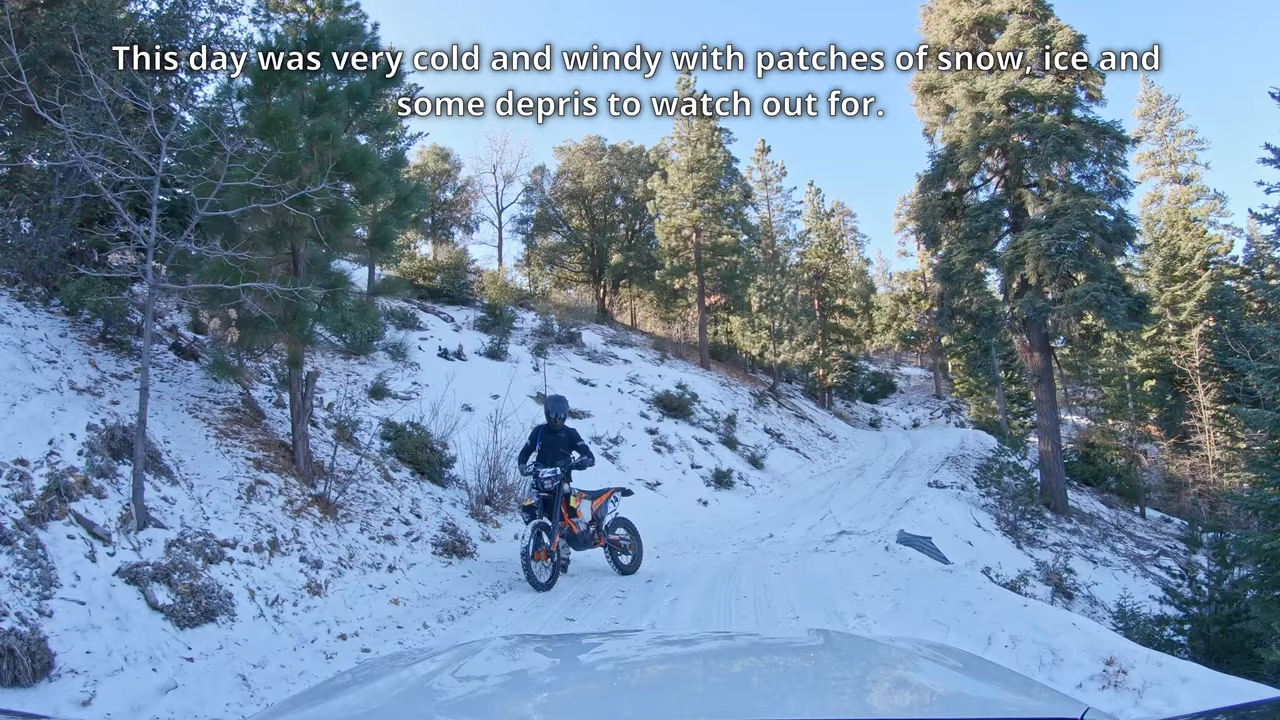 This day was very cold and windy with patches of snow, ice and
some depris to watch out for.